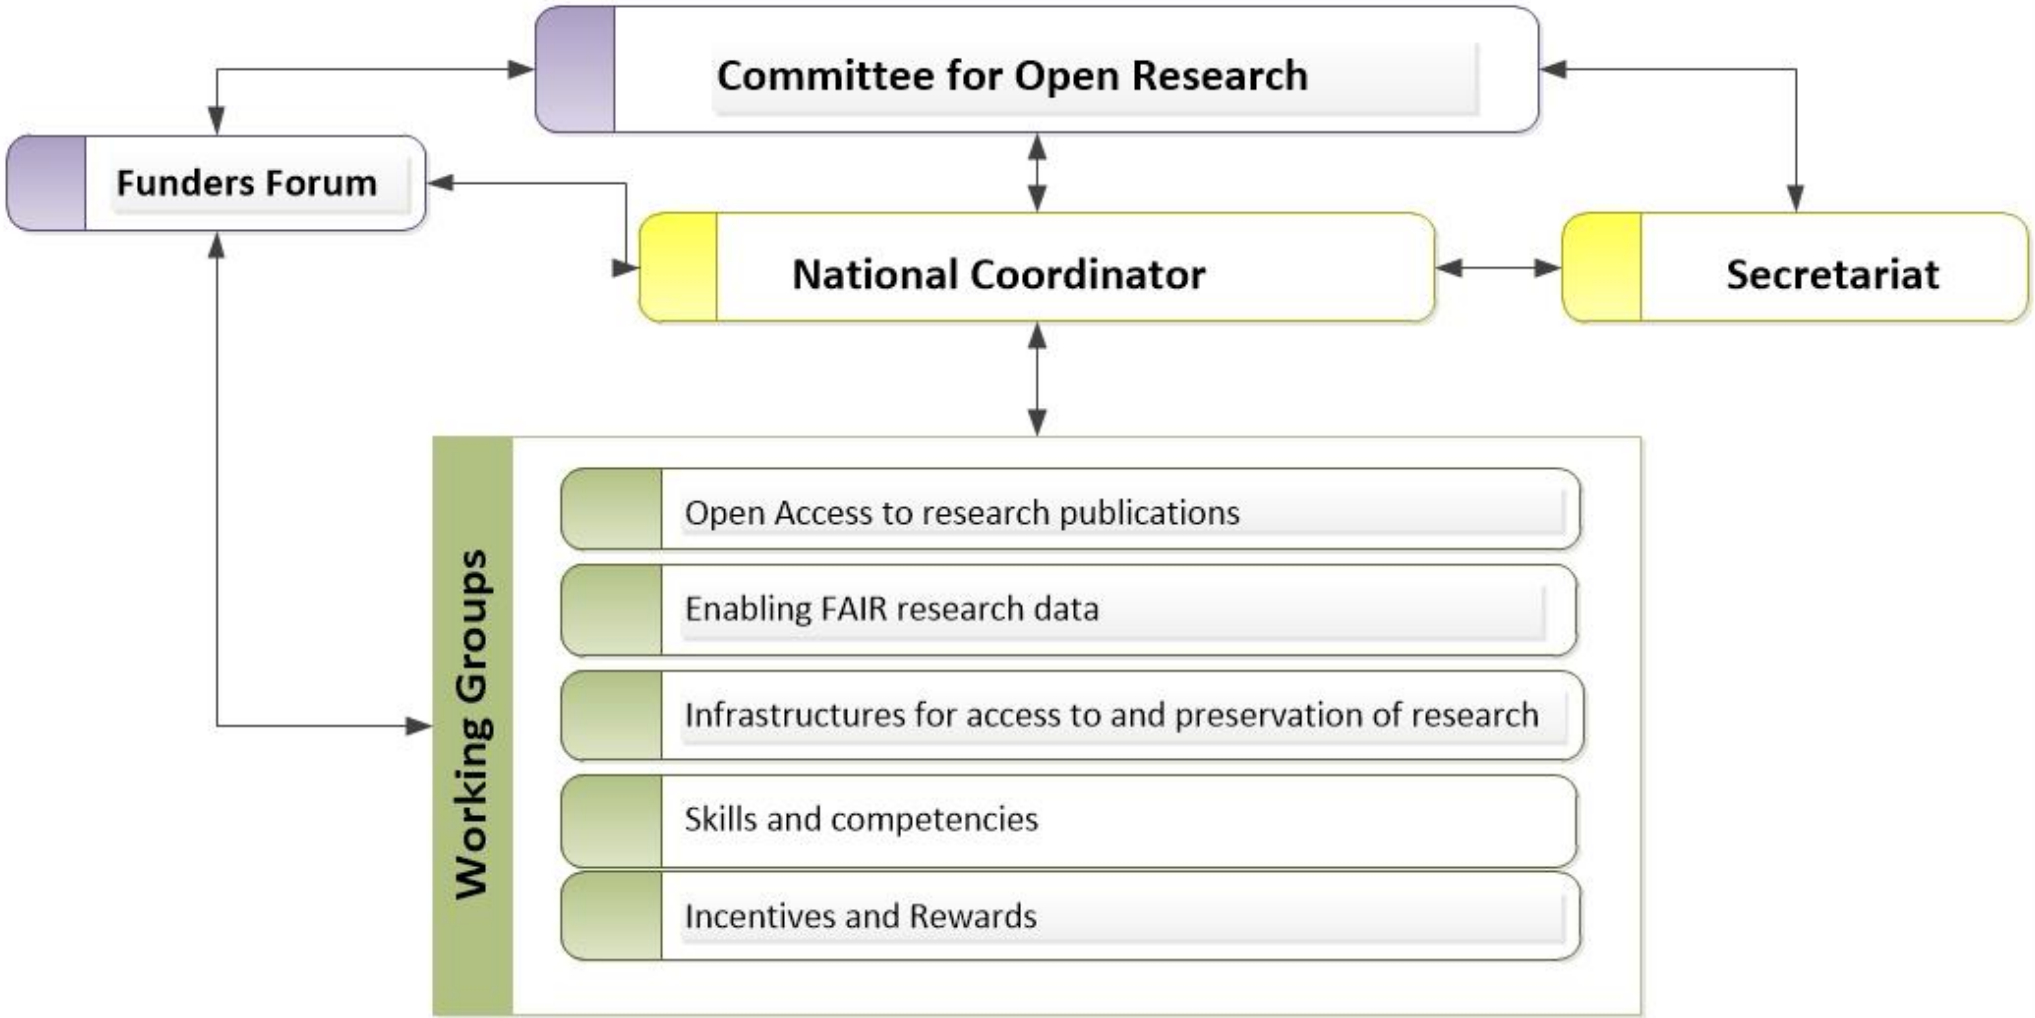 Committee for Open Research
Funders Forum
National Coordinator
Secretariat
Working Groups
Open Access to research publications
Enabling FAIR research data
Infrastructures for access to and preservation of research
Skills and competencies
Incentives and Rewards